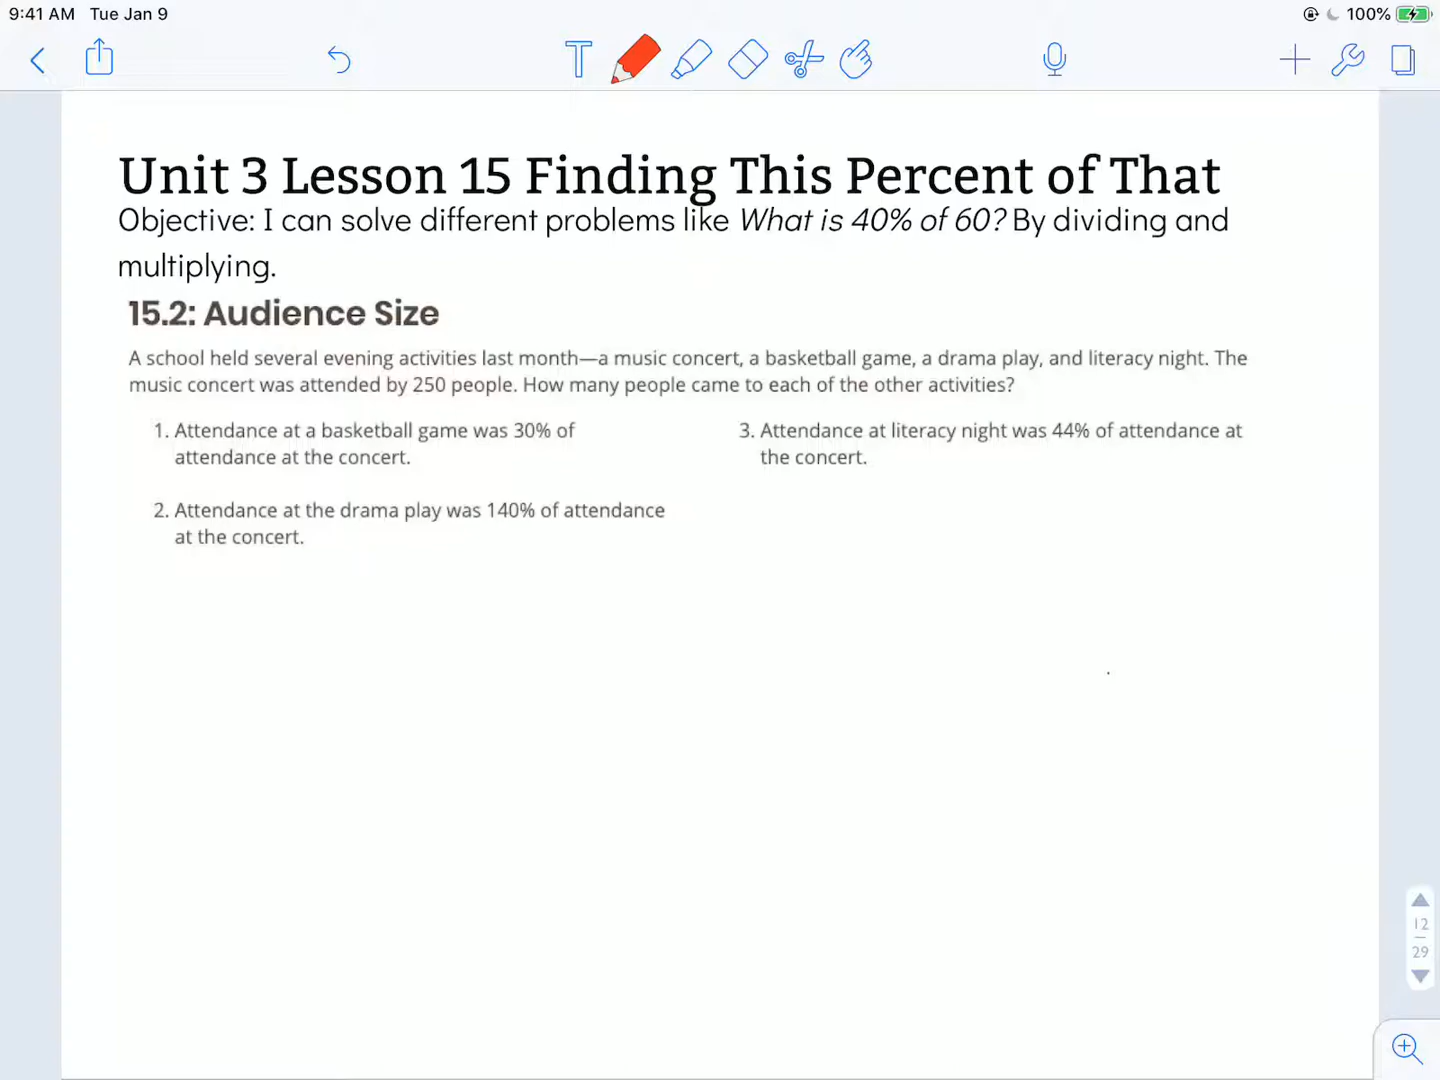 9:41 AM Tue Jan 9
100%
T
Unit 3 Lesson 15 Finding This Percent of That
Objective: I can solve different problems like What is 40% of 60? By dividing and
multiplying.
15.2: Audience Size
A school held several evening activities last month—a music concert, a basketball game, a drama play, and literacy night. The
music concert was attended by 250 people. How many people came to each of the other activities?
1. Attendance at a basketball game was 30% of
attendance at the concert.
2. Attendance at the drama play was 140% of attendance
at the concert.
3. Attendance at literacy night was 44% of attendance at
the concert.
12
29